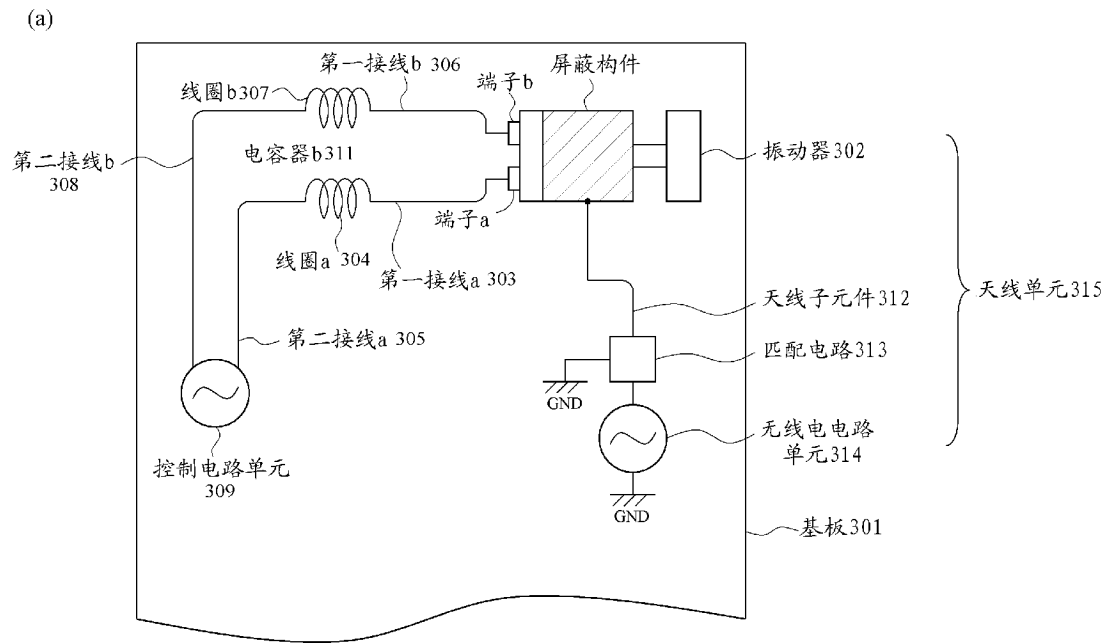 (a)
第一接线b 306
端子b
屏蔽构件
线圈b307
第二接线b
308
电容器b311
振动器302
端子a
线圈a 304
第一接线a 303
天线子元件312
天线单元315
第二接线a 305
匹配电路313
GND
无线电电路
单元314
控制电路单元
309
GND
基板301